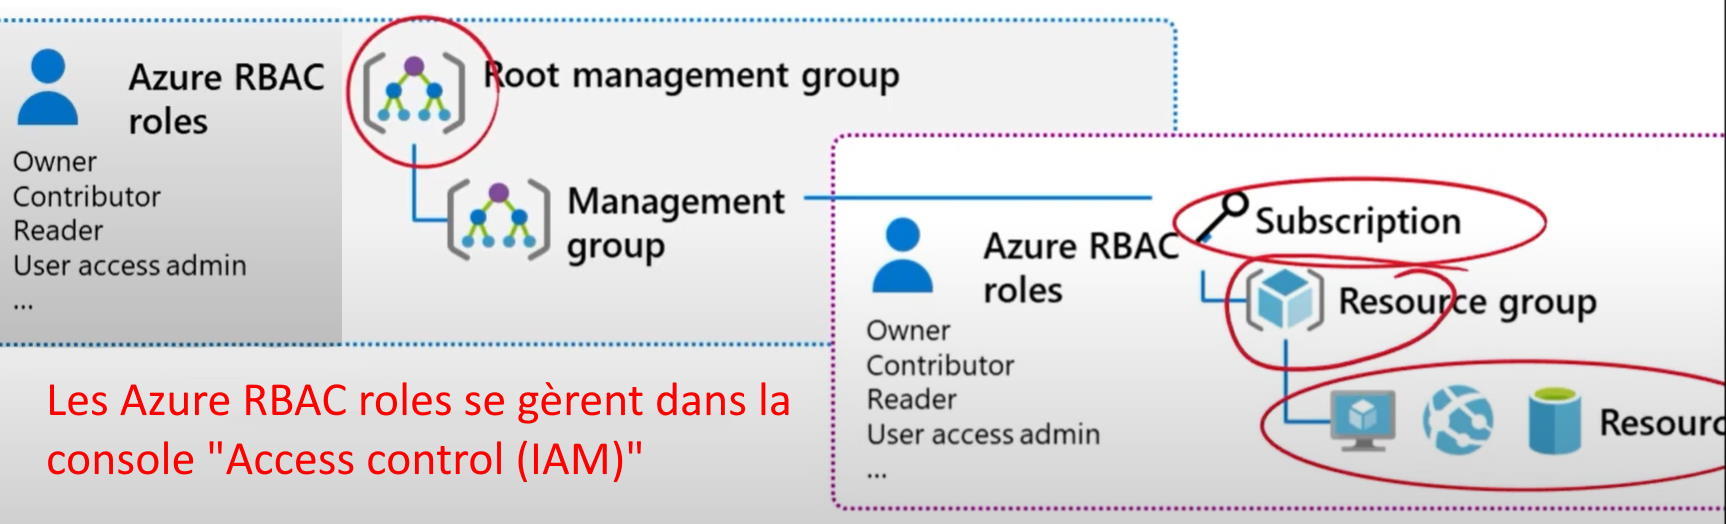 Azure RBAC
roles
Owner
Contributor
Reader
User access admin
...
Root management group
Management
group
Subscription
Azure RBAC
roles
Owner
Contributor
Reader
User access admin
...
Resource group
Resourc
Les Azure RBAC roles se gèrent dans la
console "Access control (IAM)"